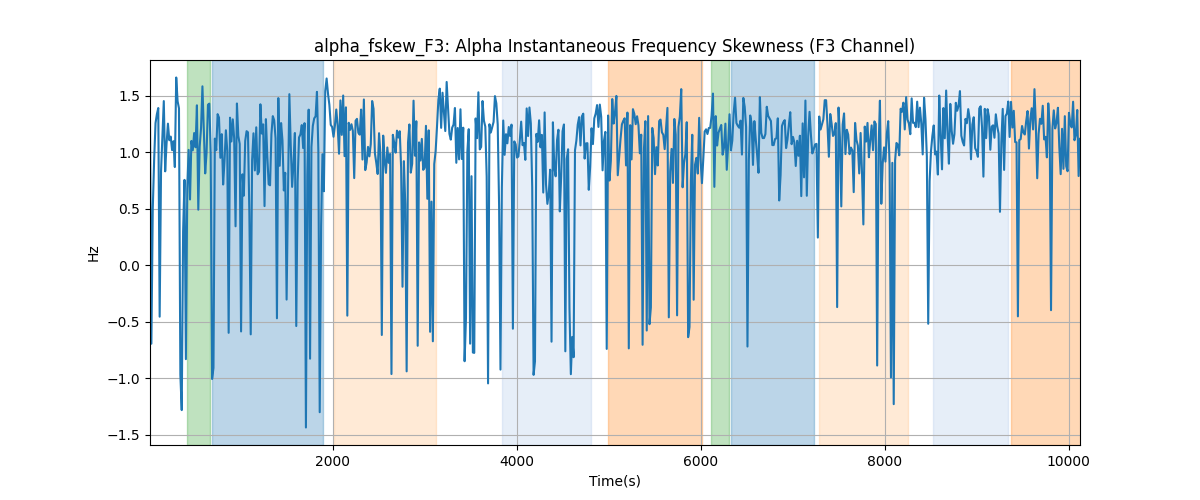 alpha_fskew_F3: Alpha Instantaneous Frequency Skewness (F3 Channel)
1.5
1.0
0.5
0.0
−0.5
−1.0
−1.5
Hz
2000 4000 6000 8000 10000
Time(s)